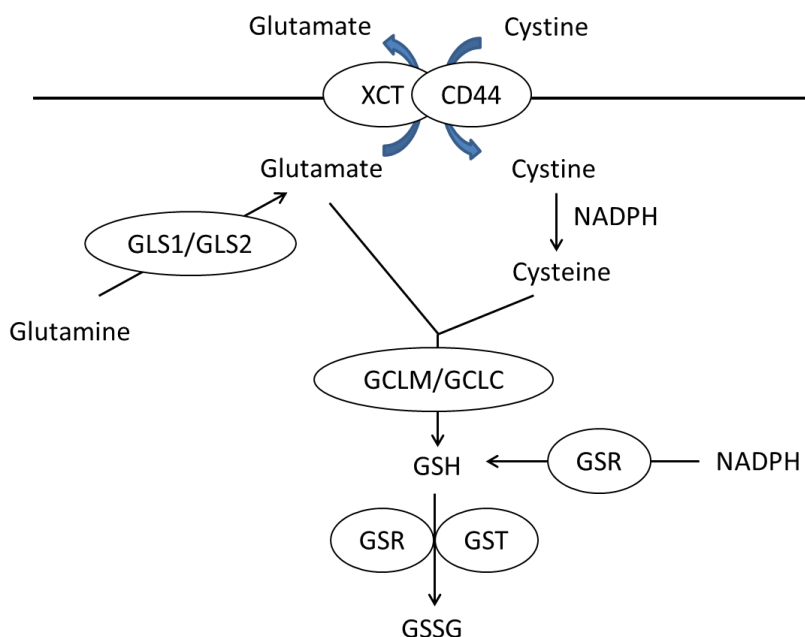 Glutamate
Cystine
XCT
CD44
Glutamate
Cystine
NADPH
GLS1/GLS2
Cysteine
Glutamine
GCLM/GCLC
GSH
GSR
NADPH
GSR
GST
GSSG